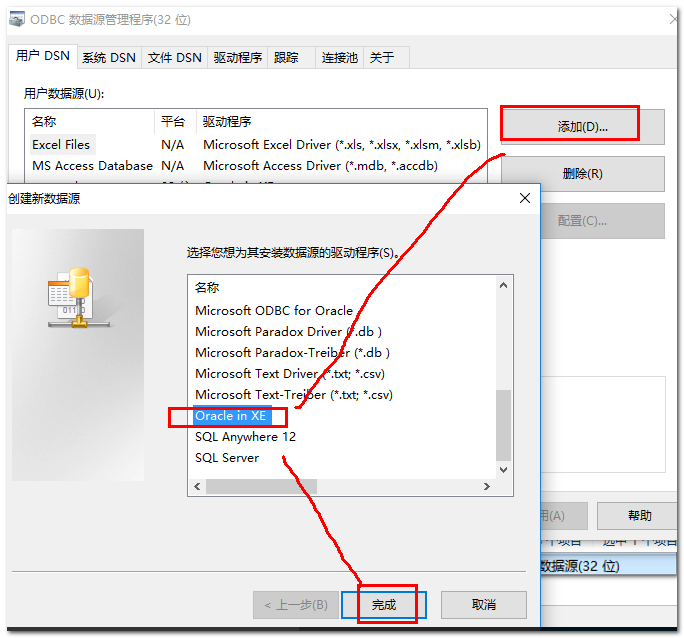 ODBC 数据源管理程序(32 位)
用户 DSN 系统 DSN 文件 DSN 驱动程序 跟踪 连接池 关于
用户数据源(U):
名称 平台 驱动程序
Excel Files N/A Microsoft Excel Driver (*.xls, *.xlsx, *.xlsm, *.xlsb)
MS Access Database N/A Microsoft Access Driver (*.mdb, *.accdb)
添加(D)...
删除(R)
配置(C)...
创建新数据源
选择您想为其安装数据源的驱动程序(S)。
名称
Microsoft ODBC for Oracle
Microsoft Paradox Driver (*.db )
Microsoft Paradox-Treiber (*.db )
Microsoft Text Driver (*.txt; *.csv)
Microsoft Text-Treiber (*.txt; *.csv)
Oracle in XE
SQL Anywhere 12
SQL Server
< 上一步(B) 完成 取消
用(A) 帮助
数据源(32 位)